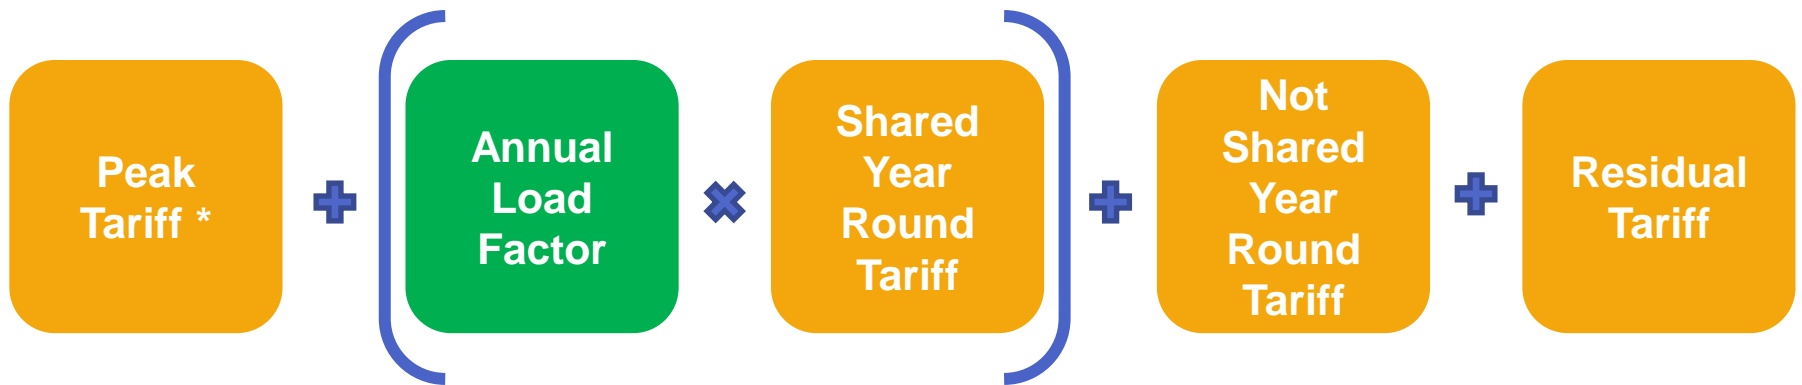 Peak
Tariff *
Annual
Load
Factor
Shared
Year
Round
Tariff
Not
Shared
Year
Round
Tariff
Residual
Tariff